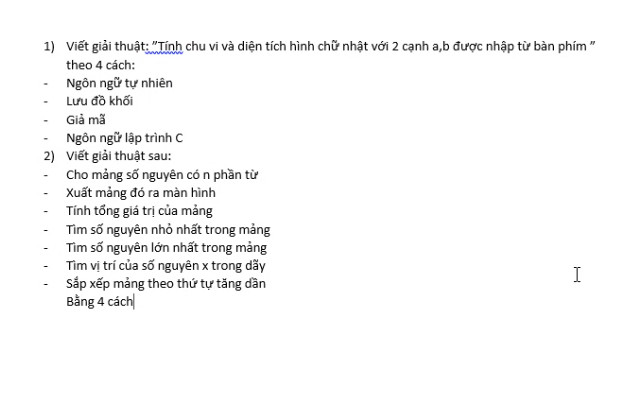 1) Viết giải thuật: "Tính chu vi và diện tích hình chữ nhật với 2 cạnh a,b được nhập từ bàn phím "
theo 4 cách:
- Ngôn ngữ tự nhiên
- Lưu đồ khối
- Giả mã
- Ngôn ngữ lập trình C
2) Viết giải thuật sau:
- Cho mảng số nguyên có n phần từ
- Xuất mảng đó ra màn hình
- Tính tổng giá trị của mảng
- Tìm số nguyên nhỏ nhất trong mảng
- Tìm số nguyên lớn nhất trong mảng
- Tìm vị trí của số nguyên x trong dãy
- Sắp xếp mảng theo thứ tự tăng dần
Bằng 4 cách